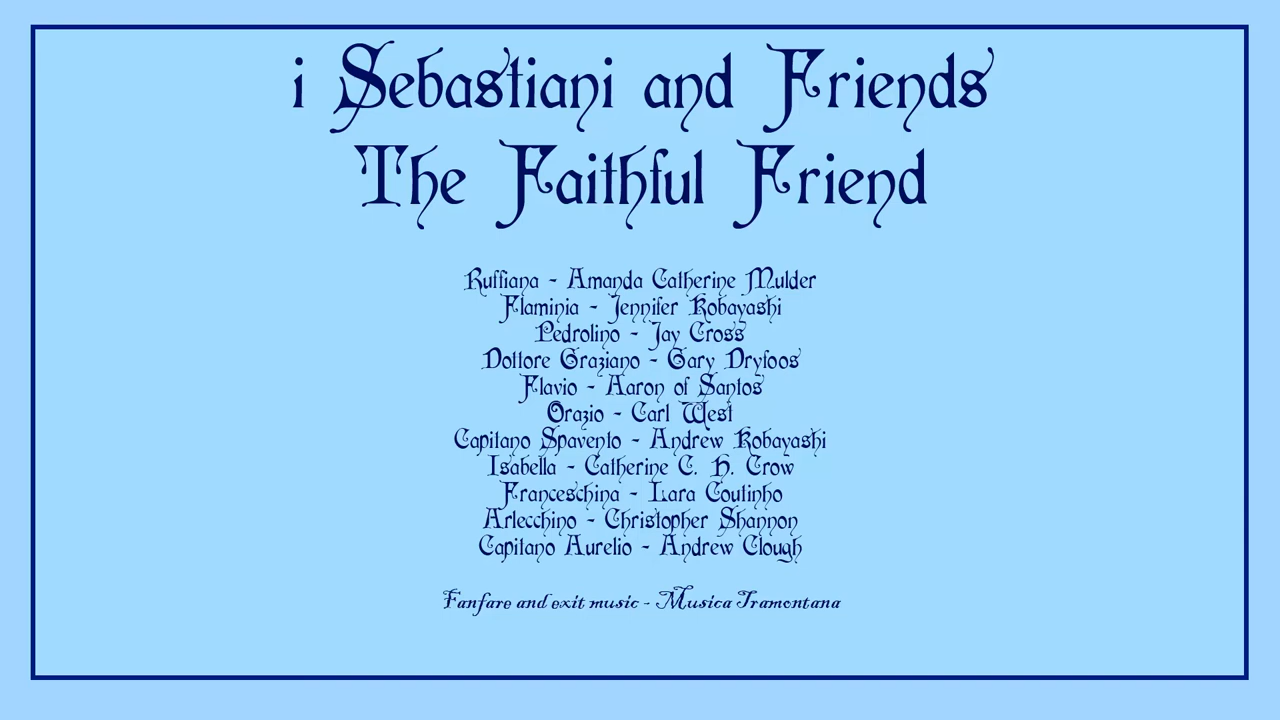 i Sebastiani and Friends
The Faithful Friend
Ruffiana - Amanda Catherine Mulder
Flaminia - Jennifer Kobayashi
Pedrolino - Jay Cross
Dottore Graziano - Gary Dryfoos
Flavio - Aaron of Santos
Orazio - Carl West
Capitano Spavento - Andrew Kobayashi
Isabella - Catherine C. H. Crow
Franceschina - Lara Coutinho
Arlecchino - Christopher Shannon
Capitano Aurelio - Andrew Clough
Fanfare and exit music - Musica Tramontana